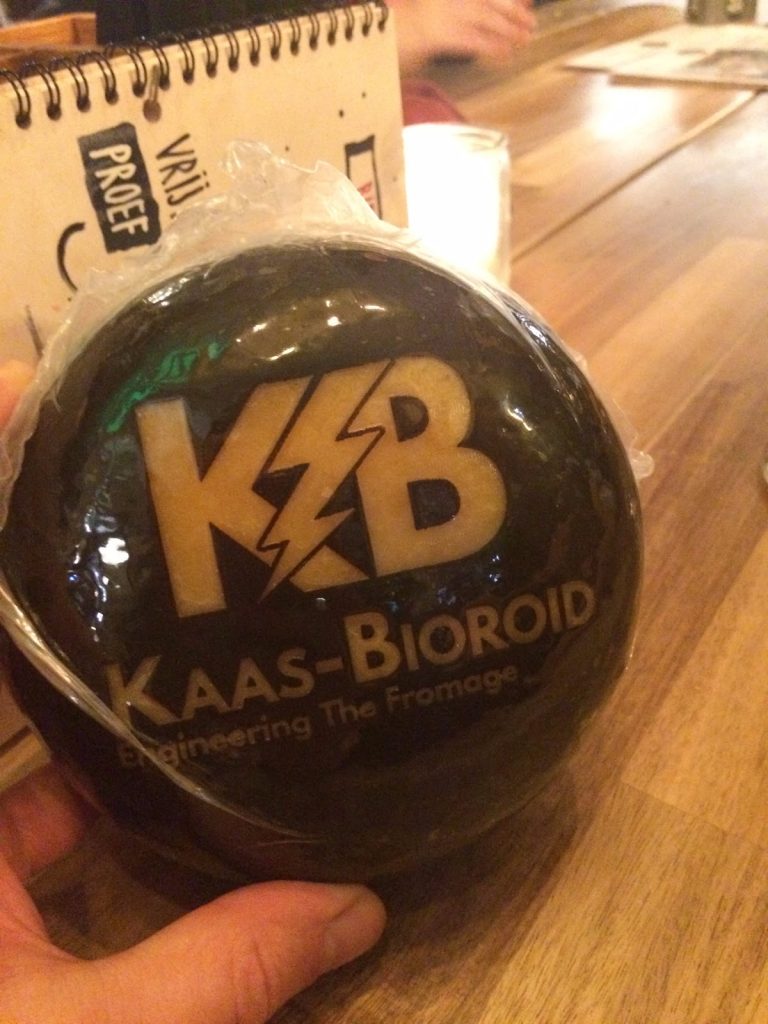 VRIJ
PROEF
KB
KAAS-BIOROID
Engineering The Fromage